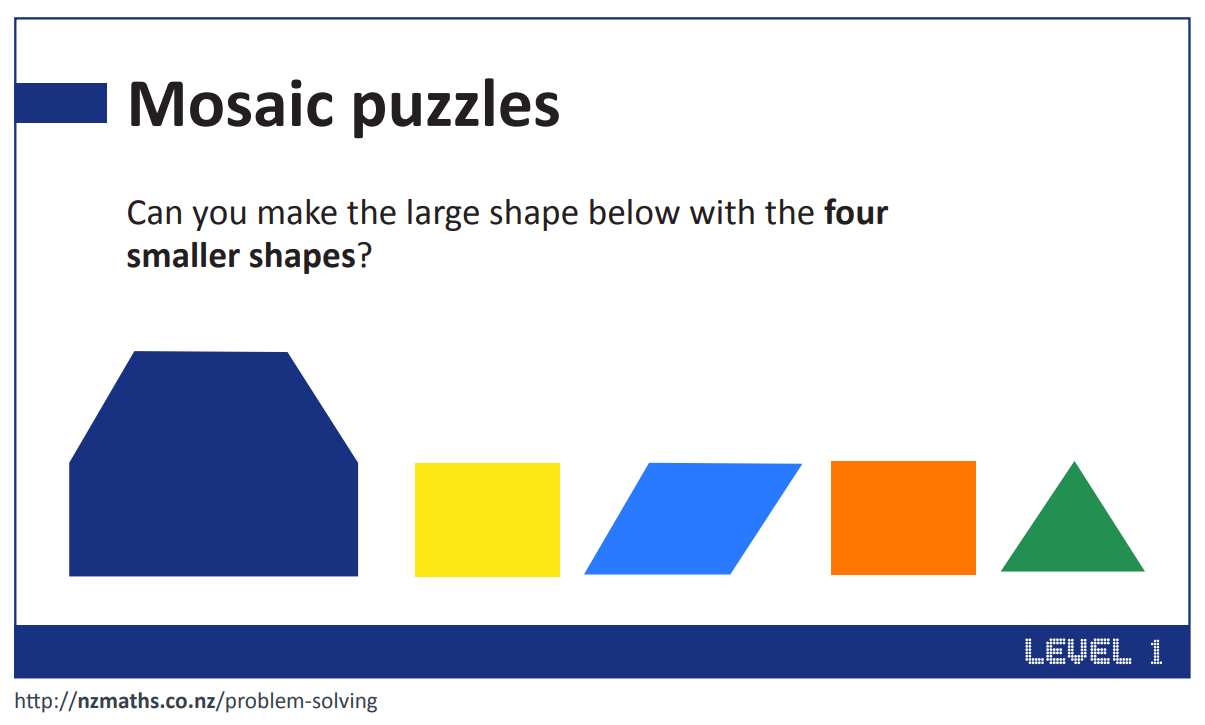 Mosaic puzzles
Can you make the large shape below with the four
smaller shapes?
LEVEL 1
http://nzmaths.co.nz/problem-solving